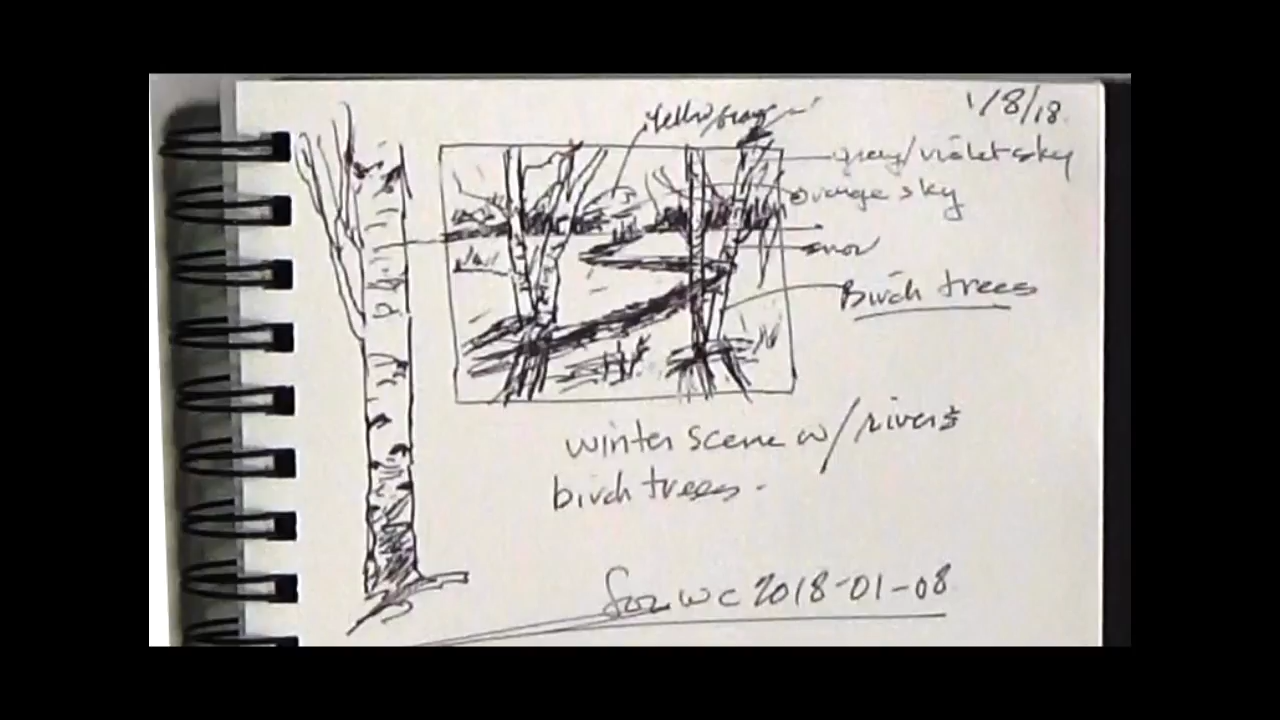 1/8/18
yellow/orange
gray/violet sky
orange sky
snow
Birch trees
winter scene w/ river &
birch trees.
for WC 2018-01-08